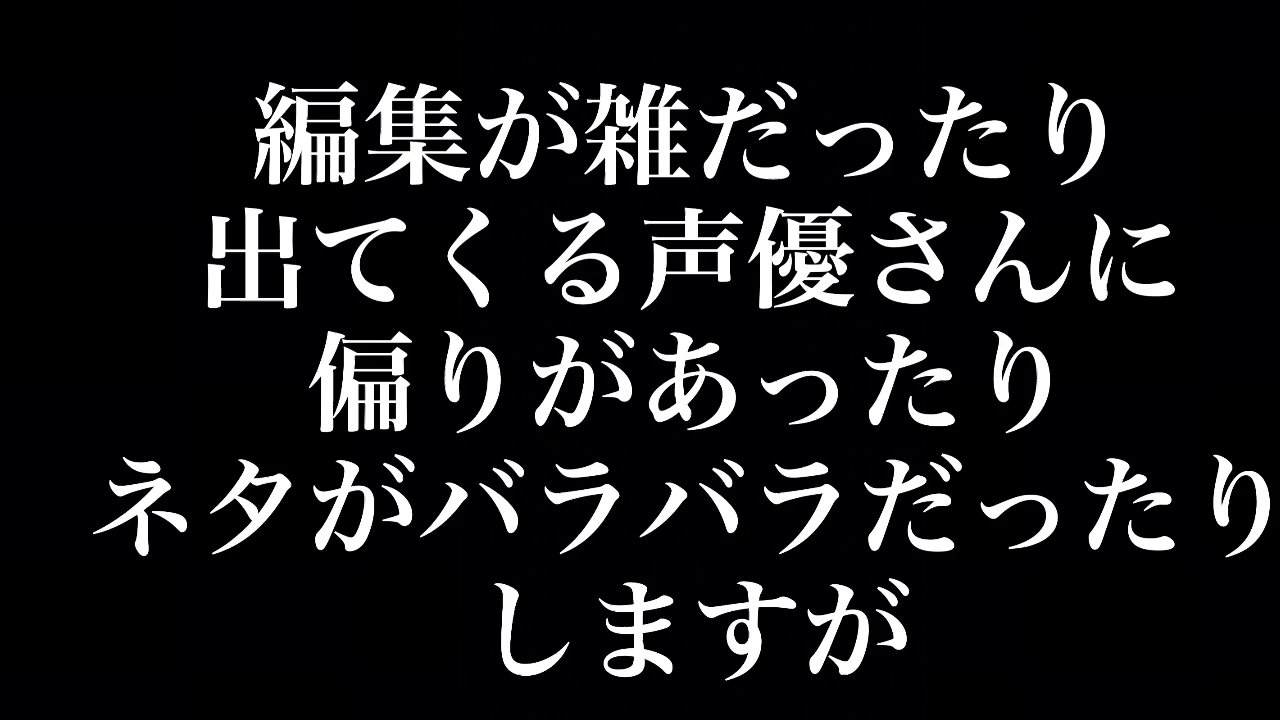 編集が雑だったり
出てくる声優さんに
偏りがあったり
ネタがバラバラだったり
しますが